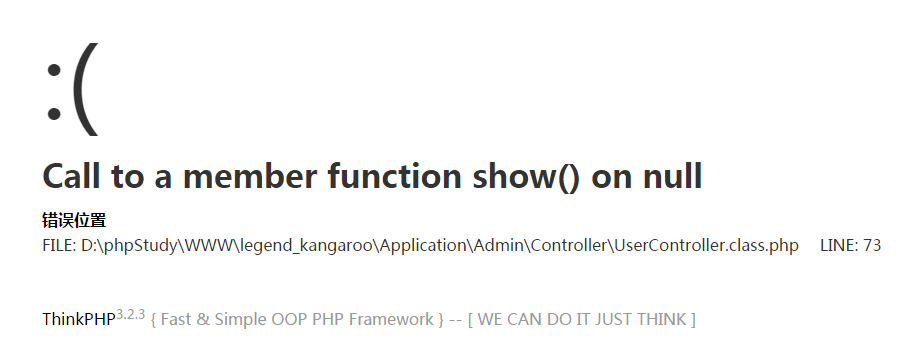 :(
Call to a member function show() on null
错误位置
FILE: D:\phpStudy\WWW\legend_kangaroo\Application\Admin\Controller\UserController.class.php LINE: 73
ThinkPHP3.2.3 { Fast & Simple OOP PHP Framework } -- [ WE CAN DO IT JUST THINK ]